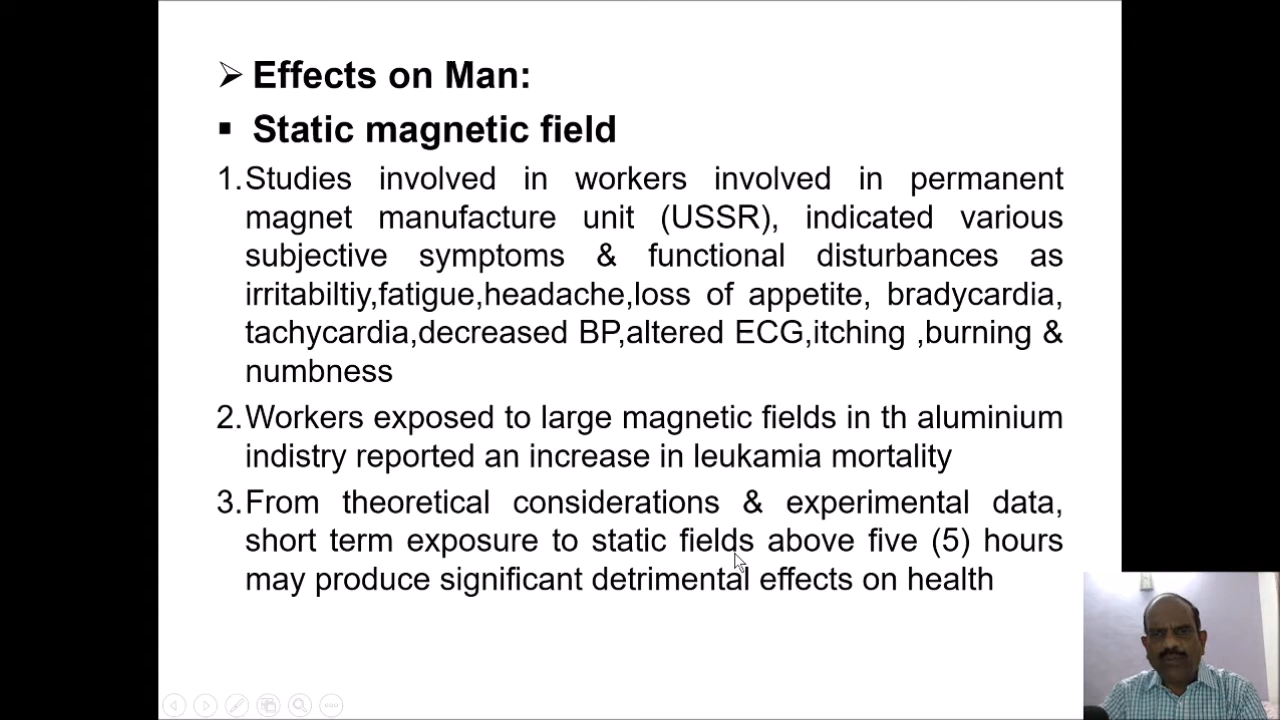 ➢ Effects on Man:
▪ Static magnetic field
1.Studies involved in workers involved in permanent
magnet manufacture unit (USSR), indicated various
subjective symptoms & functional disturbances as
irritabiltiy,fatigue,headache,loss of appetite, bradycardia,
tachycardia,decreased BP,altered ECG,itching ,burning &
numbness
2.Workers exposed to large magnetic fields in th aluminium
indistry reported an increase in leukamia mortality
3.From theoretical considerations & experimental data,
short term exposure to static fields above five (5) hours
may produce significant detrimental effects on health